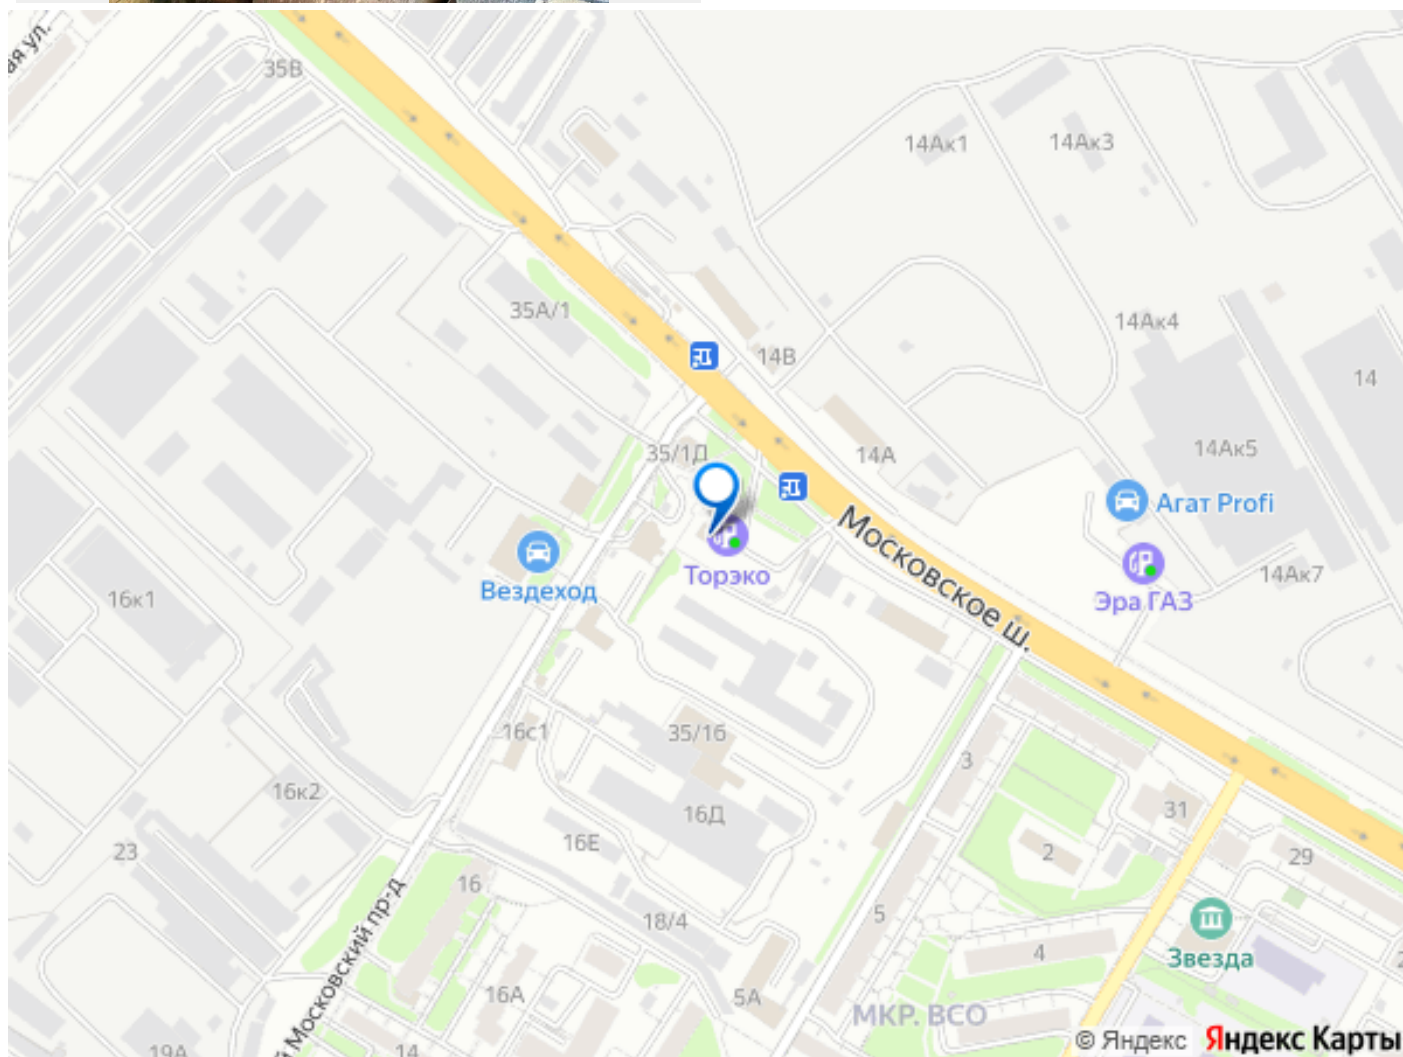 ая ул.
35В
14Ак1
14Ак3
35А/1
14Ак4
14В
14
35/1Д
14А
14Ак5
Агат Profi
Московское ш.
Торэко
Вездеход
14Ак7
Эра ГАЗ
16к1
16с1
35/16
3
16к2
31
16Д
16Е
2
23
29
16
5
18/4
4
Звезда
2
й Московский пр-д
16А
5А
МКР. ВСО
19А
14
© Яндекс Яндекс Карты